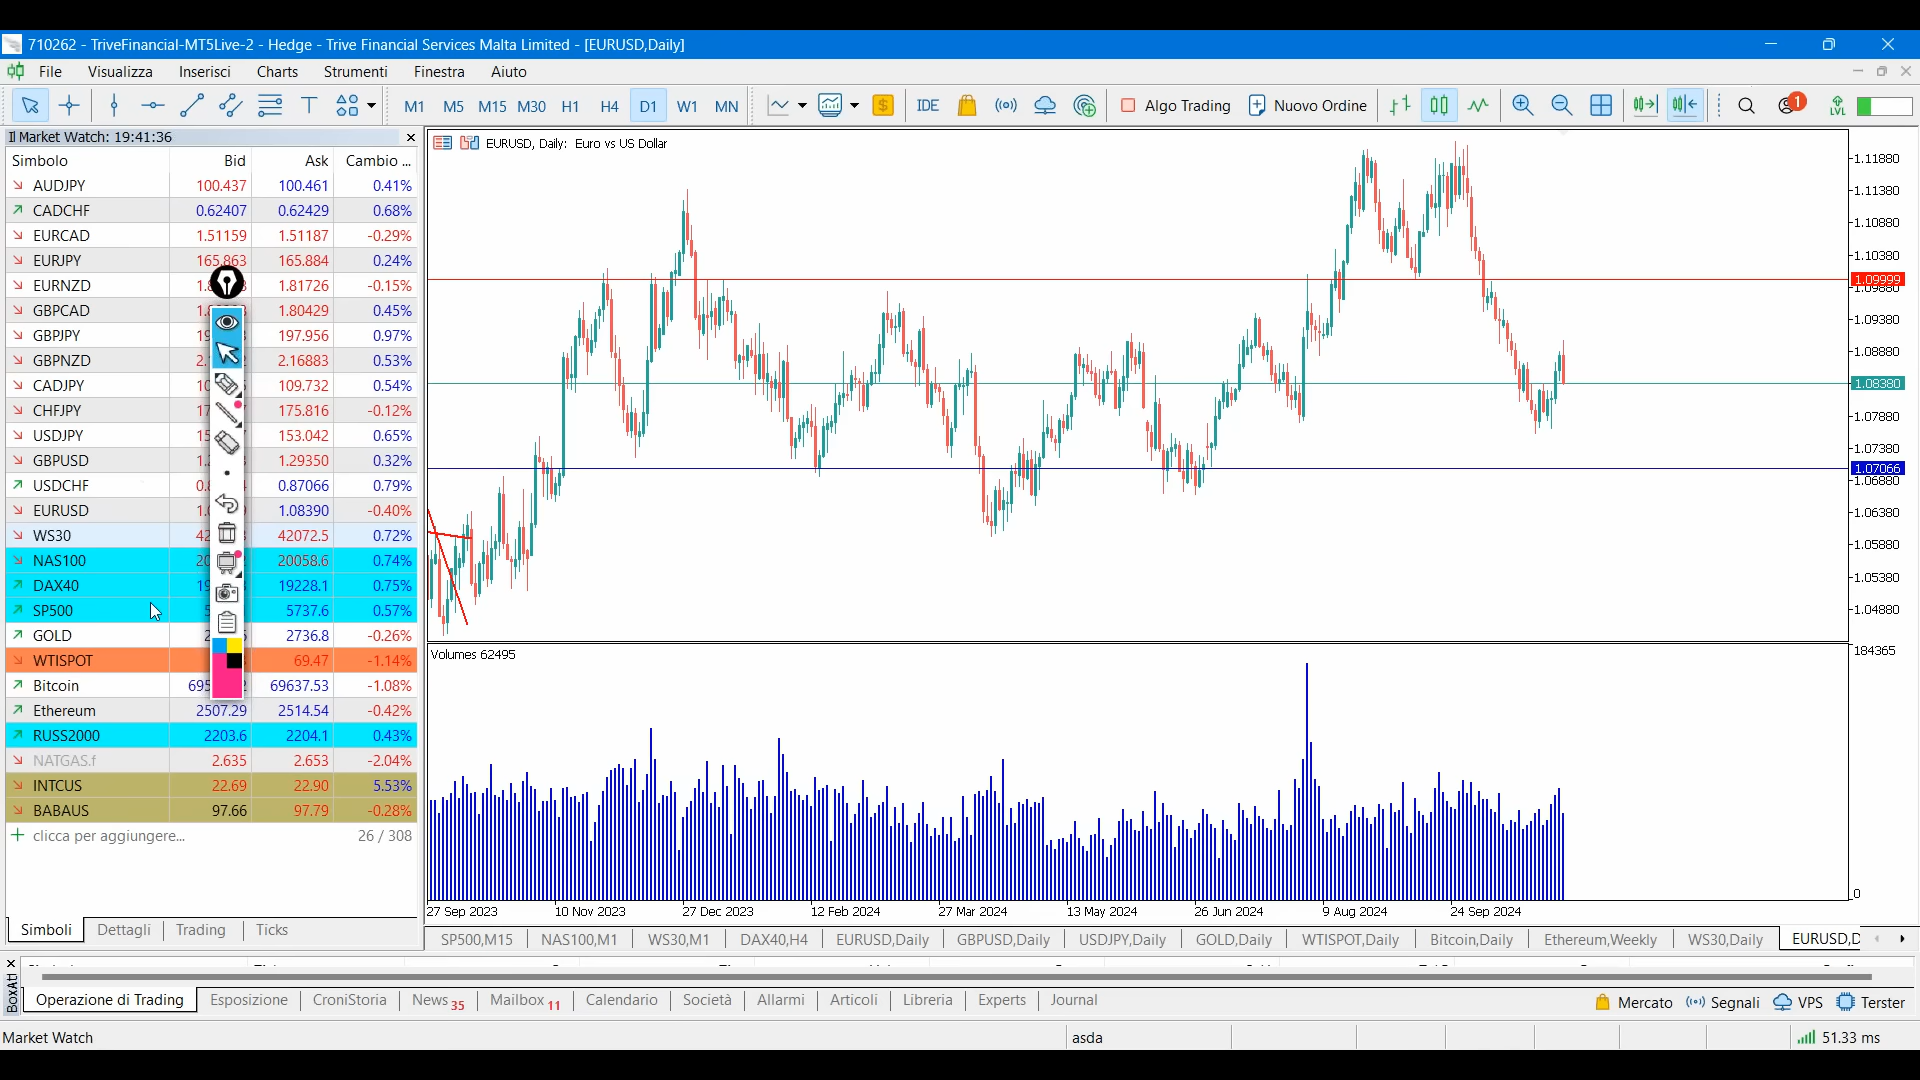 710262 - TriveFinancial-MT5Live-2 - Hedge - Trive Financial Services Malta Limited - [EURUSD,Daily]
File Visualizza Inserisci Charts Strumenti Finestra Aiuto
M1 M5 M15 M30 H1 H4 D1 W1 MN IDE Algo Trading Nuovo Ordine 1 LVL
Market Watch: 19:41:36
Simbolo Bid Ask Cambio ...
AUDJPY 100.437 100.461 0.41%
CADCHF 0.62407 0.62429 0.68%
EURCAD 1.51159 1.51187 -0.29%
EURJPY 165.863 165.884 0.24%
EURNZD 1.81726 -0.15%
GBPCAD 1.80429 0.45%
GBPJPY 197.956 0.97%
GBPNZD 2.16883 0.53%
CADJPY 109.732 0.54%
CHFJPY 175.816 -0.12%
USDJPY 153.042 0.65%
GBPUSD 1.29350 0.32%
USDCHF 0.87066 0.79%
EURUSD 1.08390 -0.40%
WS30 42072.5 0.72%
NAS100 20058.6 0.74%
DAX40 19228.1 0.75%
SP500 5737.6 0.57%
GOLD 2736.8 -0.26%
WTISPOT 69.47 -1.14%
Bitcoin 69637.53 -1.08%
Ethereum 2507.29 2514.54 -0.42%
RUSS2000 2203.6 2204.1 0.43%
NATGAS.f 2.635 2.653 -2.04%
INTCUS 22.69 22.90 5.53%
BABAUS 97.66 97.79 -0.28%
clicca per aggiungere... 26 / 308
Simboli Dettagli Trading Ticks
EURUSD, Daily: Euro vs US Dollar
1.11880
1.11380
1.10880
1.10380
1.09999
1.09880
1.09380
1.08880
1.08380
1.07880
1.07380
1.07066
1.06880
1.06380
1.05880
1.05380
1.04880
Volumes 62495
184365
0
27 Sep 2023 10 Nov 2023 27 Dec 2023 12 Feb 2024 27 Mar 2024 13 May 2024 26 Jun 2024 9 Aug 2024 24 Sep 2024
SP500,M15 NAS100,M1 WS30,M1 DAX40,H4 EURUSD,Daily GBPUSD,Daily USDJPY,Daily GOLD,Daily WTISPOT,Daily Bitcoin,Daily Ethereum,Weekly WS30,Daily EURUSD,D
BoxAtt
Operazione di Trading Esposizione CroniStoria News 35 Mailbox 11 Calendario Società Allarmi Articoli Libreria Experts Journal Mercato Segnali VPS Terster
Market Watch asda 51.33 ms